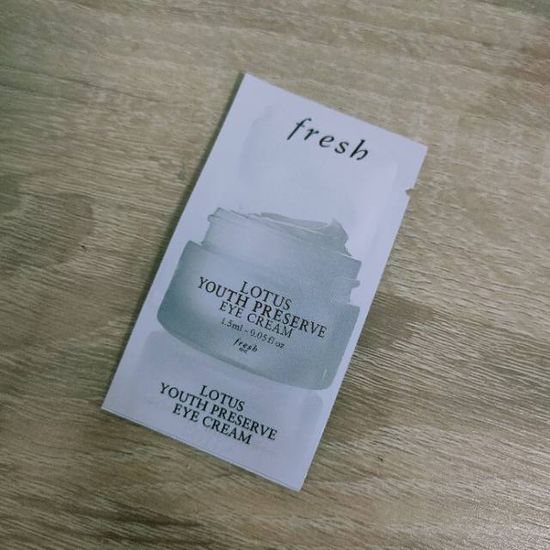 fresh
LOTUS
YOUTH PRESERVE
EYE CREAM
1.5ml - 0.05 fl oz
fresh
LOTUS
YOUTH PRESERVE
EYE CREAM